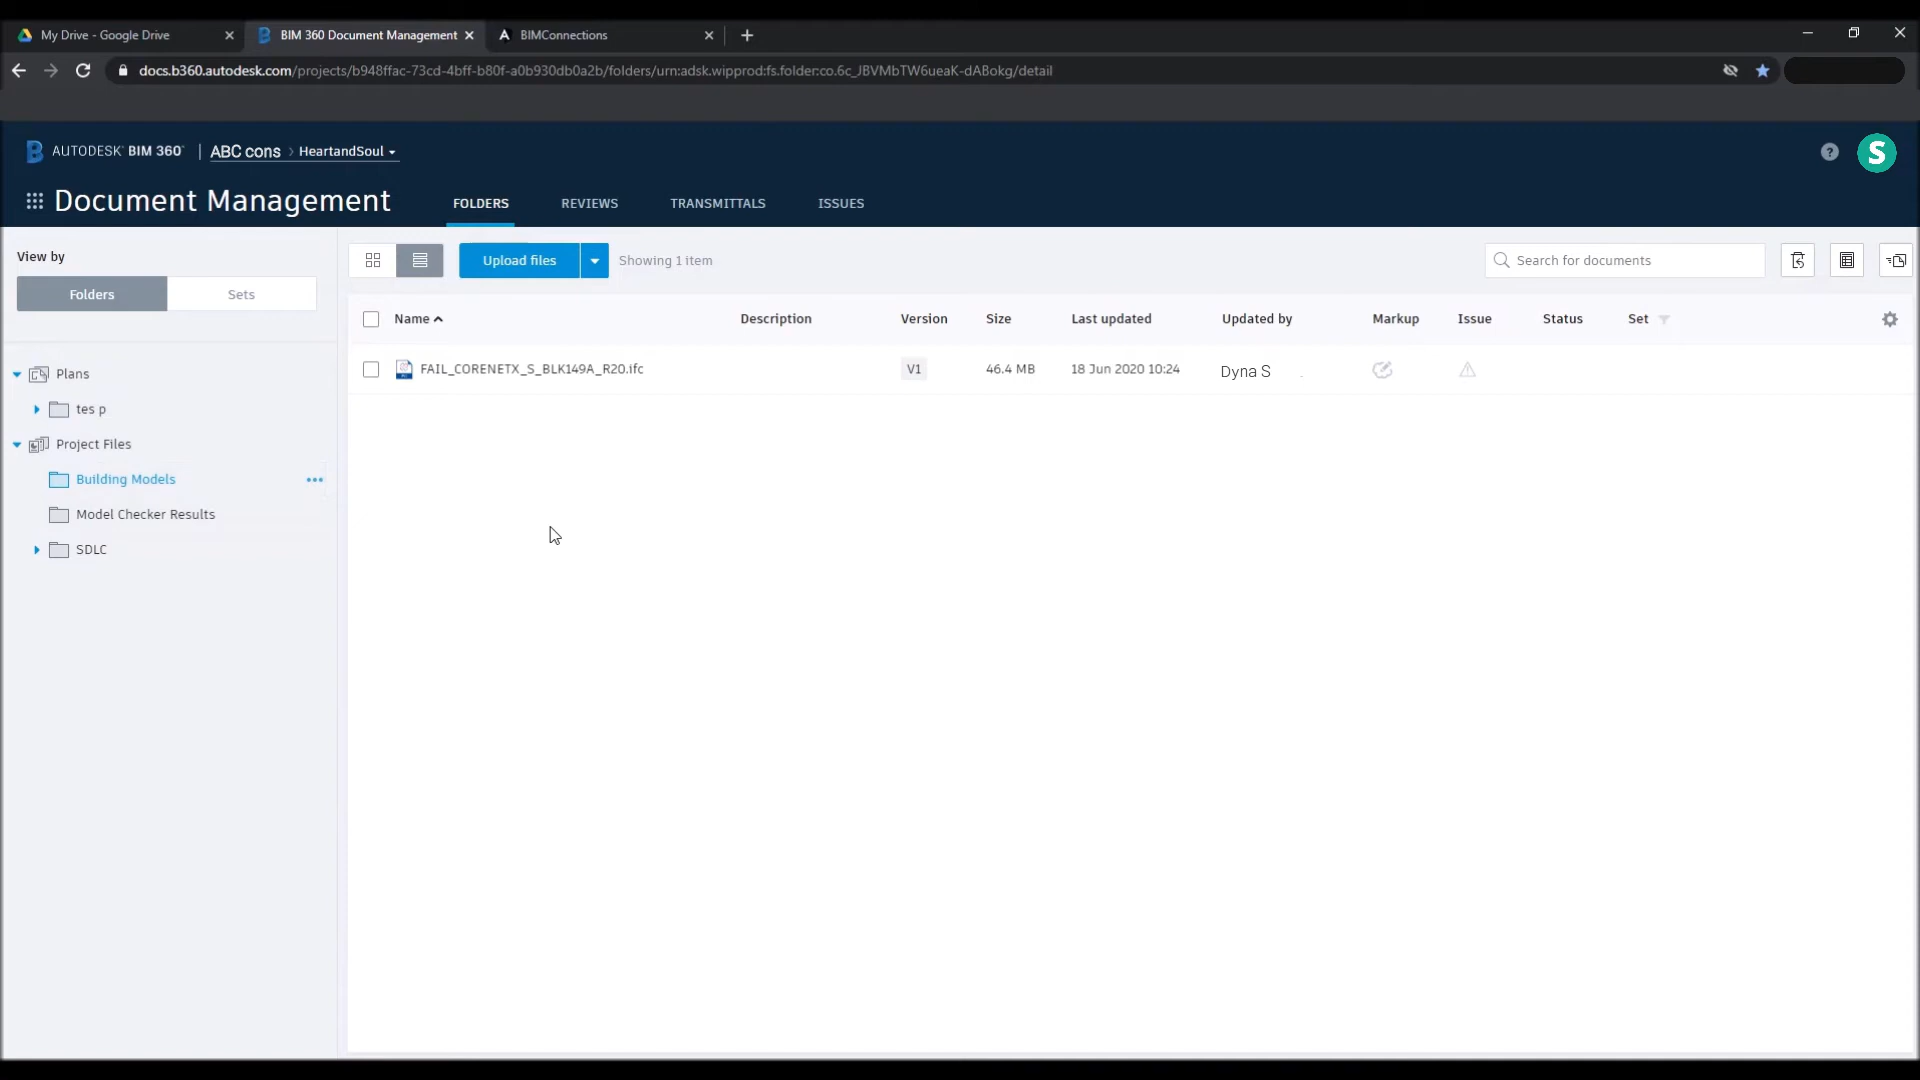 My Drive - Google Drive
BIM 360 Document Management
BIMConnections
docs.b360.autodesk.com/projects/b948ffac-73cd-4bff-b80f-a0b930db0a2b/folders/urn:adsk.wipprod:fs.folder:co.6c_JBVMbTW6ueaK-dABokg/detail
AUTODESK BIM 360 | ABC cons > HeartandSoul
S
Document Management
FOLDERS REVIEWS TRANSMITTALS ISSUES
View by
Folders Sets
Upload files
Showing 1 item
Search for documents
Name Description Version Size Last updated Updated by Markup Issue Status Set
FAIL_CORENETX_S_BLK149A_R20.ifc V1 46.4 MB 18 Jun 2020 10:24 Dyna S
Plans
tes p
Project Files
Building Models
Model Checker Results
SDLC